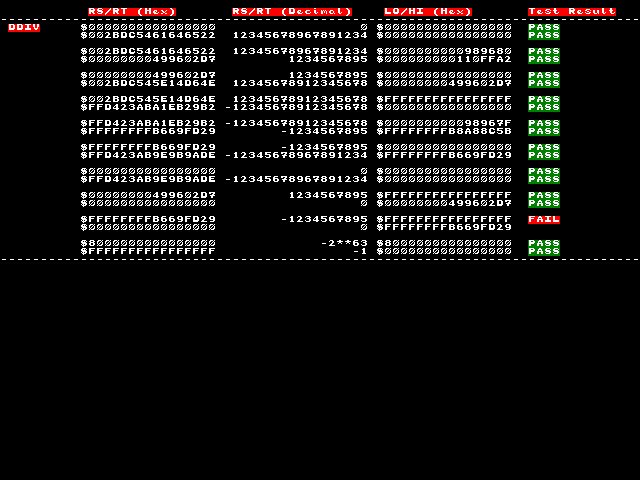 RS/RT (Hex) RS/RT (Decimal) LO/HI (Hex) Test Result
--------------------------------------------------------------------------------
DDIV $0000000000000000 0 $0000000000000000 PASS
$002BDC5461646522 12345678967891234 $0000000000000000 PASS
$002BDC5461646522 12345678967891234 $0000000000989680 PASS
$00000000499602D7 1234567895 $000000000110FFA2 PASS
$00000000499602D7 1234567895 $0000000000000000 PASS
$002BDC545E14D64E 12345678912345678 $00000000499602D7 PASS
$002BDC545E14D64E 12345678912345678 $FFFFFFFFFFFFFFFF PASS
$FFD423ABA1EB29B2 -12345678912345678 $0000000000000000 PASS
$FFD423ABA1EB29B2 -12345678912345678 $000000000098967F PASS
$FFFFFFFFB669FD29 -1234567895 $FFFFFFFFB8A88C5B PASS
$FFFFFFFFB669FD29 -1234567895 $0000000000000000 PASS
$FFD423AB9E9B9ADE -12345678967891234 $FFFFFFFFB669FD29 PASS
$0000000000000000 0 $0000000000000000 PASS
$FFD423AB9E9B9ADE -12345678967891234 $0000000000000000 PASS
$00000000499602D7 1234567895 $FFFFFFFFFFFFFFFF PASS
$0000000000000000 0 $00000000499602D7 PASS
$FFFFFFFFB669FD29 -1234567895 $FFFFFFFFFFFFFFFF FAIL
$0000000000000000 0 $FFFFFFFFB669FD29
$8000000000000000 -2**63 $8000000000000000 PASS
$FFFFFFFFFFFFFFFF -1 $0000000000000000 PASS
--------------------------------------------------------------------------------